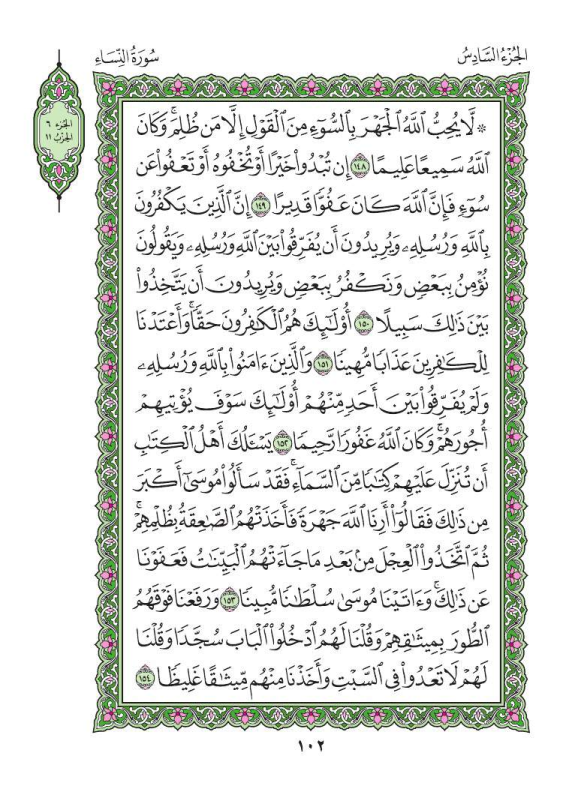 الجُزْءُ السَّادِسُ
سُورَةُ النِّسَاءِ
الجزء ٦
الحزب ١١
۞ لَّا يُحِبُّ ٱللَّهُ ٱلۡجَهۡرَ بِٱلسُّوٓءِ مِنَ ٱلۡقَوۡلِ إِلَّا مَن ظُلِمَۚ وَكَانَ
ٱللَّهُ سَمِيعًا عَلِيمًا ١٤٨ إِن تُبۡدُواْ خَيۡرًا أَوۡ تُخۡفُوهُ أَوۡ تَعۡفُواْ عَن
سُوٓءٖ فَإِنَّ ٱللَّهَ كَانَ عَفُوّٗا قَدِيرًا ١٤٩ إِنَّ ٱلَّذِينَ يَكۡفُرُونَ
بِٱللَّهِ وَرُسُلِهِۦ وَيُرِيدُونَ أَن يُفَرِّقُواْ بَيۡنَ ٱللَّهِ وَرُسُلِهِۦ وَيَقُولُونَ
نُؤۡمِنُ بِبَعۡضٖ وَنَكۡفُرُ بِبَعۡضٖ وَيُرِيدُونَ أَن يَتَّخِذُواْ
بَيۡنَ ذَٰلِكَ سَبِيلًا ١٥٠ أُوْلَٰٓئِكَ هُمُ ٱلۡكَٰفِرُونَ حَقّٗاۚ وَأَعۡتَدۡنَا
لِلۡكَٰفِرِينَ عَذَابٗا مُّهِينٗا ١٥١ وَٱلَّذِينَ ءَامَنُواْ بِٱللَّهِ وَرُسُلِهِۦ
وَلَمۡ يُفَرِّقُواْ بَيۡنَ أَحَدٖ مِّنۡهُمۡ أُوْلَٰٓئِكَ سَوۡفَ يُؤۡتِيهِمۡ
أُجُورَهُمۡۚ وَكَانَ ٱللَّهُ غَفُورٗا رَّحِيمٗا ١٥٢ يَسۡـَٔلُكَ أَهۡلُ ٱلۡكِتَٰبِ
أَن تُنَزِّلَ عَلَيۡهِمۡ كِتَٰبٗا مِّنَ ٱلسَّمَآءِۚ فَقَدۡ سَأَلُواْ مُوسَىٰٓ أَكۡبَرَ
مِن ذَٰلِكَ فَقَالُوٓاْ أَرِنَا ٱللَّهَ جَهۡرَةٗ فَأَخَذَتۡهُمُ ٱلصَّٰعِقَةُ بِظُلۡمِهِمۡۚ
ثُمَّ ٱتَّخَذُواْ ٱلۡعِجۡلَ مِنۢ بَعۡدِ مَا جَآءَتۡهُمُ ٱلۡبَيِّنَٰتُ فَعَفَوۡنَا
عَن ذَٰلِكَۚ وَءَاتَيۡنَا مُوسَىٰ سُلۡطَٰنٗا مُّبِينٗا ١٥٣ وَرَفَعۡنَا فَوۡقَهُمُ
ٱلطُّورَ بِمِيثَٰقِهِمۡ وَقُلۡنَا لَهُمُ ٱدۡخُلُواْ ٱلۡبَابَ سُجَّدٗا وَقُلۡنَا
لَهُمۡ لَا تَعۡدُواْ فِي ٱلسَّبۡتِ وَأَخَذۡنَا مِنۡهُم مِّيثَٰقًا غَلِيظٗا ١٥٤
١٠٢